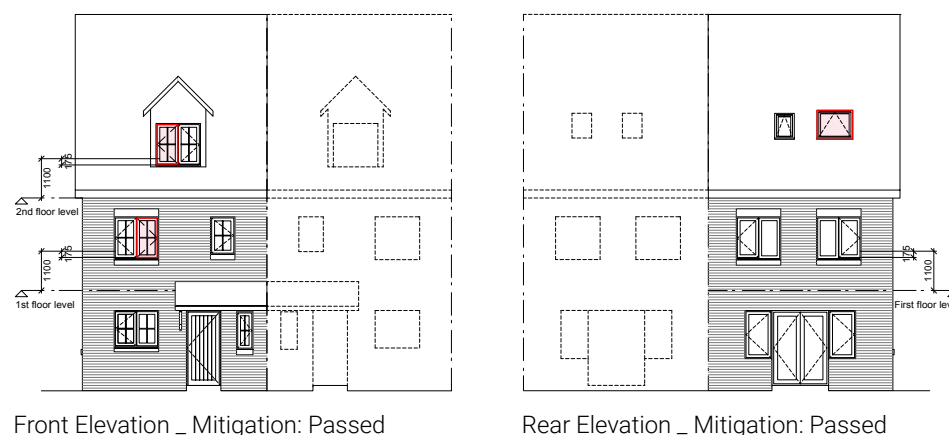 1100
175
2nd floor level
1100
175
1st floor level
175
1100
First floor lev
Front Elevation _ Mitigation: Passed
Rear Elevation _ Mitigation: Passed